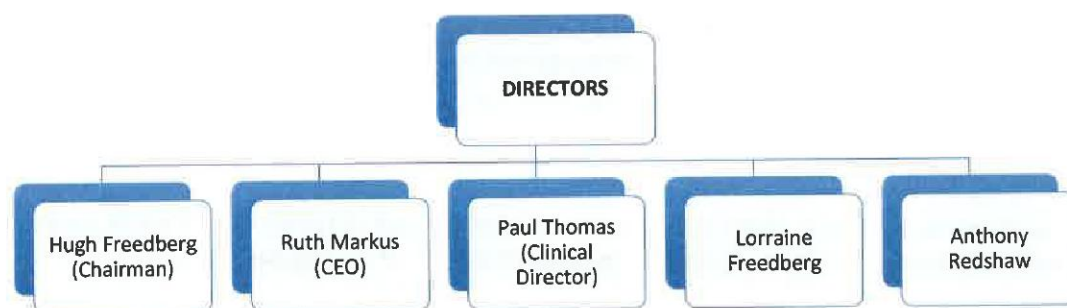 DIRECTORS
Hugh Freedberg
(Chairman)
Ruth Markus
(CEO)
Paul Thomas
(Clinical
Director)
Lorraine
Freedberg
Anthony
Redshaw